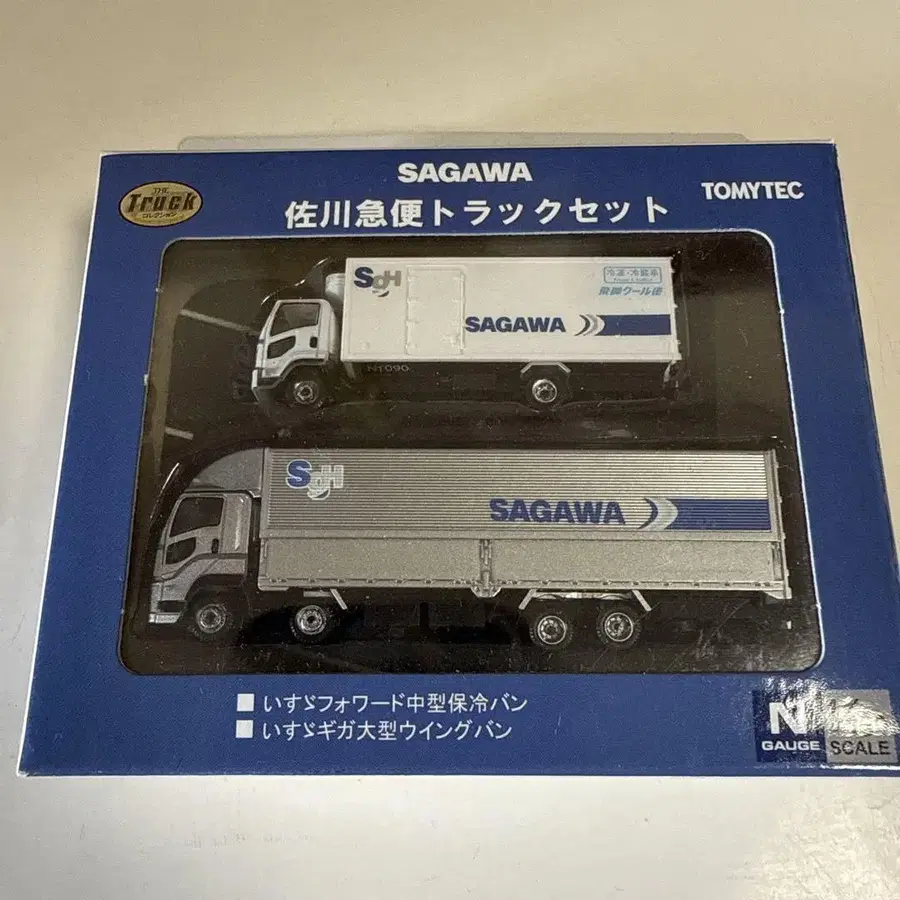 SAGAWA
THE
Truck
コレクション
佐川急便トラックセット
TOMYTEC
SGH
冷凍・冷蔵車
飛脚クール便
SAGAWA
NT090
SGH
SAGAWA
■ いすゞフォワード中型保冷バン
■ いすゞギガ大型ウイングバン
N
GAUGE
SCALE